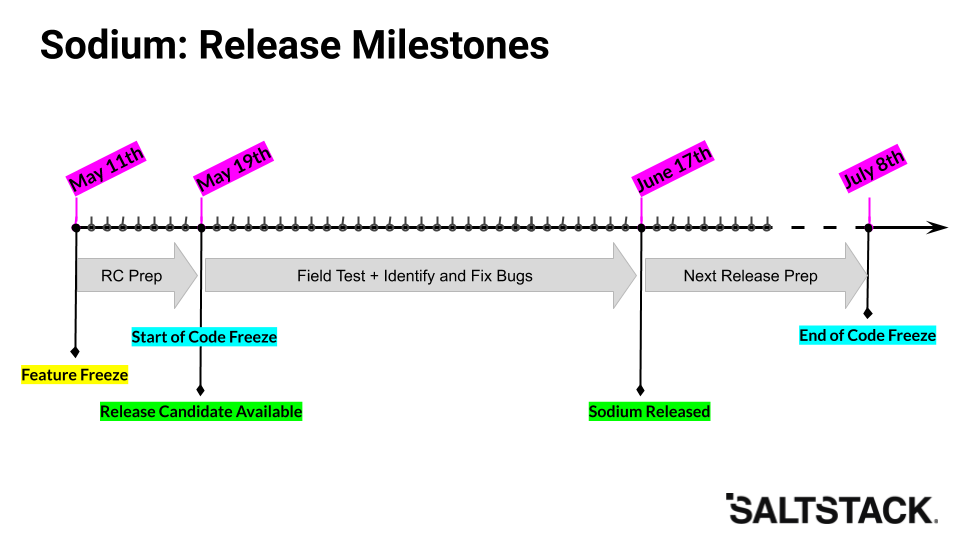 Sodium: Release Milestones
May 11th
May 19th
June 17th
July 8th
RC Prep
Field Test + Identify and Fix Bugs
Next Release Prep
Start of Code Freeze
End of Code Freeze
Feature Freeze
Release Candidate Available
Sodium Released
SALTSTACK.